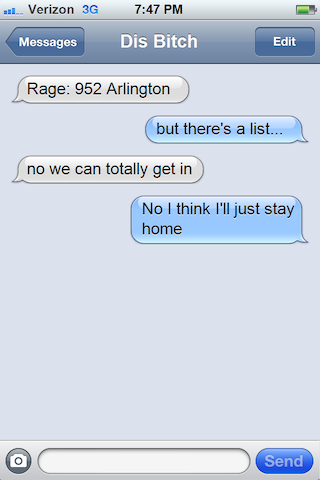 Verizon 3G 7:47 PM
Messages Dis Bitch Edit
Rage: 952 Arlington
but there's a list...
no we can totally get in
No I think I'll just stay
home
Send